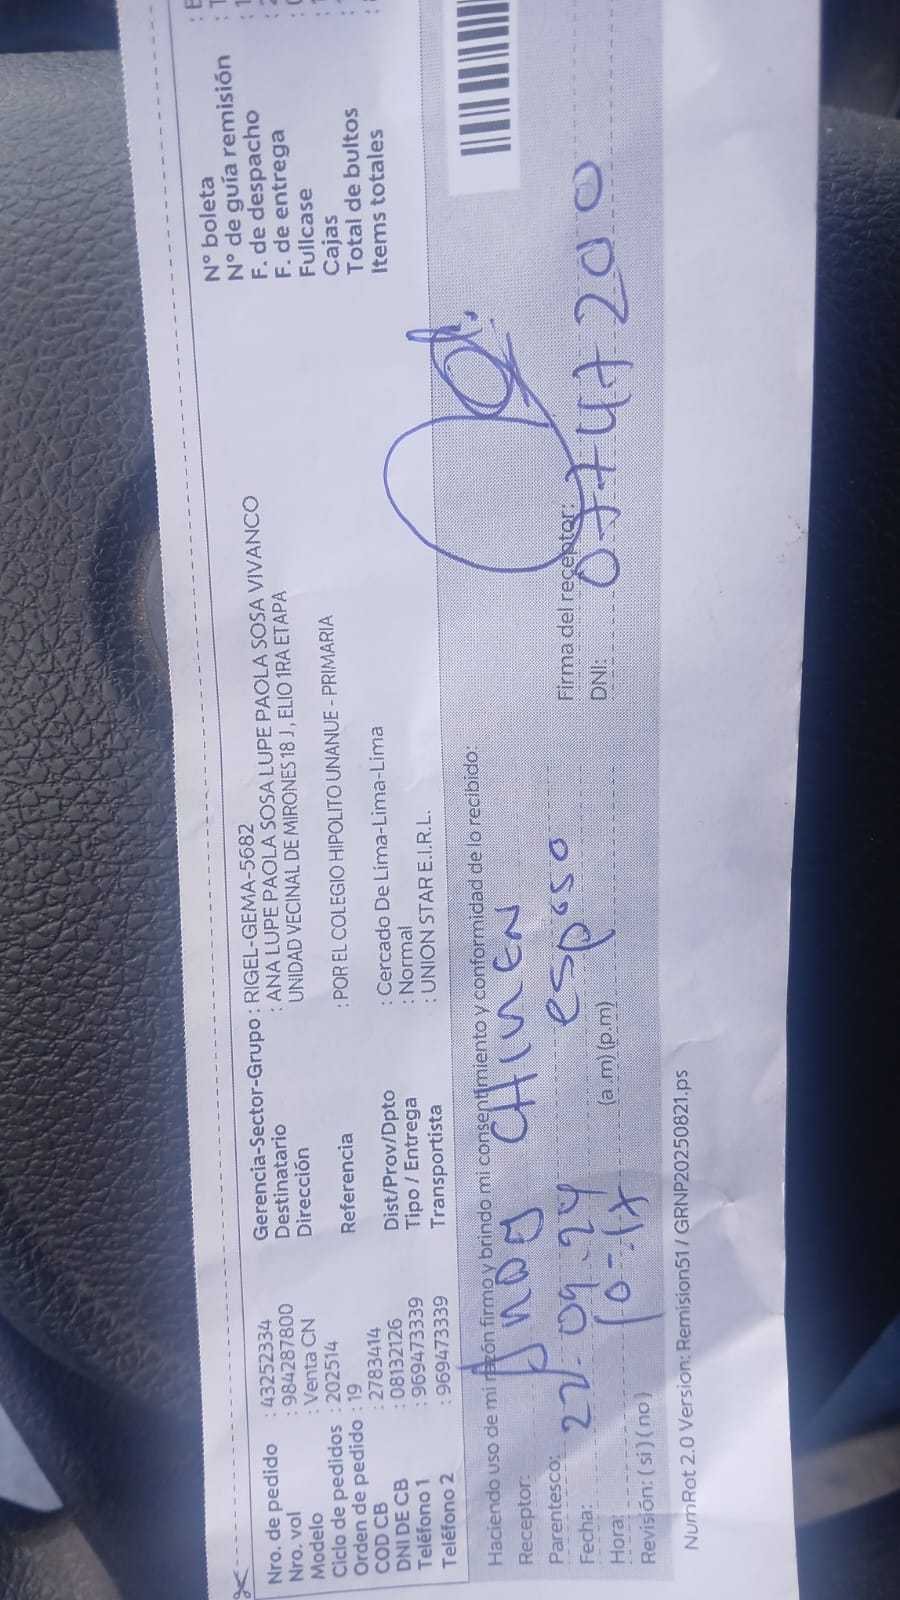 Nro. de pedido : 43252334
Nro. vol : 984287800
Modelo : Venta CN
Ciclo de pedidos : 202514
Orden de pedido : 19
COD CB : 2783414
DNI DE CB : 08132126
Teléfono 1 : 969473339
Teléfono 2 : 969473339
Gerencia-Sector-Grupo : RIGEL-GEMA-5682
Destinatario : ANA LUPE PAOLA SOSA LUPE PAOLA SOSA VIVANCO
Dirección UNIDAD VECINAL DE MIRONES 18 J , ELIO 1RA ETAPA
Referencia : POR EL COLEGIO HIPOLITO UNANUE - PRIMARIA
Dist/Prov/Dpto : Cercado De Lima-Lima-Lima
Tipo / Entrega : Normal
Transportista : UNION STAR E.I.R.L.
N° boleta
N° de guía remisión
F. de despacho
F. de entrega
Fullcase
Cajas
Total de bultos
Items totales
Haciendo uso de mi razón firmo y brindo mi consentimiento y conformidad de lo recibido:
Receptor: CHINEN
Parentesco: esposo
Firma del receptor:
Fecha: 22-09-24
DNI: 07747200
Hora: (a.m) (p.m)
Revisión: ( si ) ( no )
NumRot 2.0 Version: Remision51 / GRNP20250821.ps